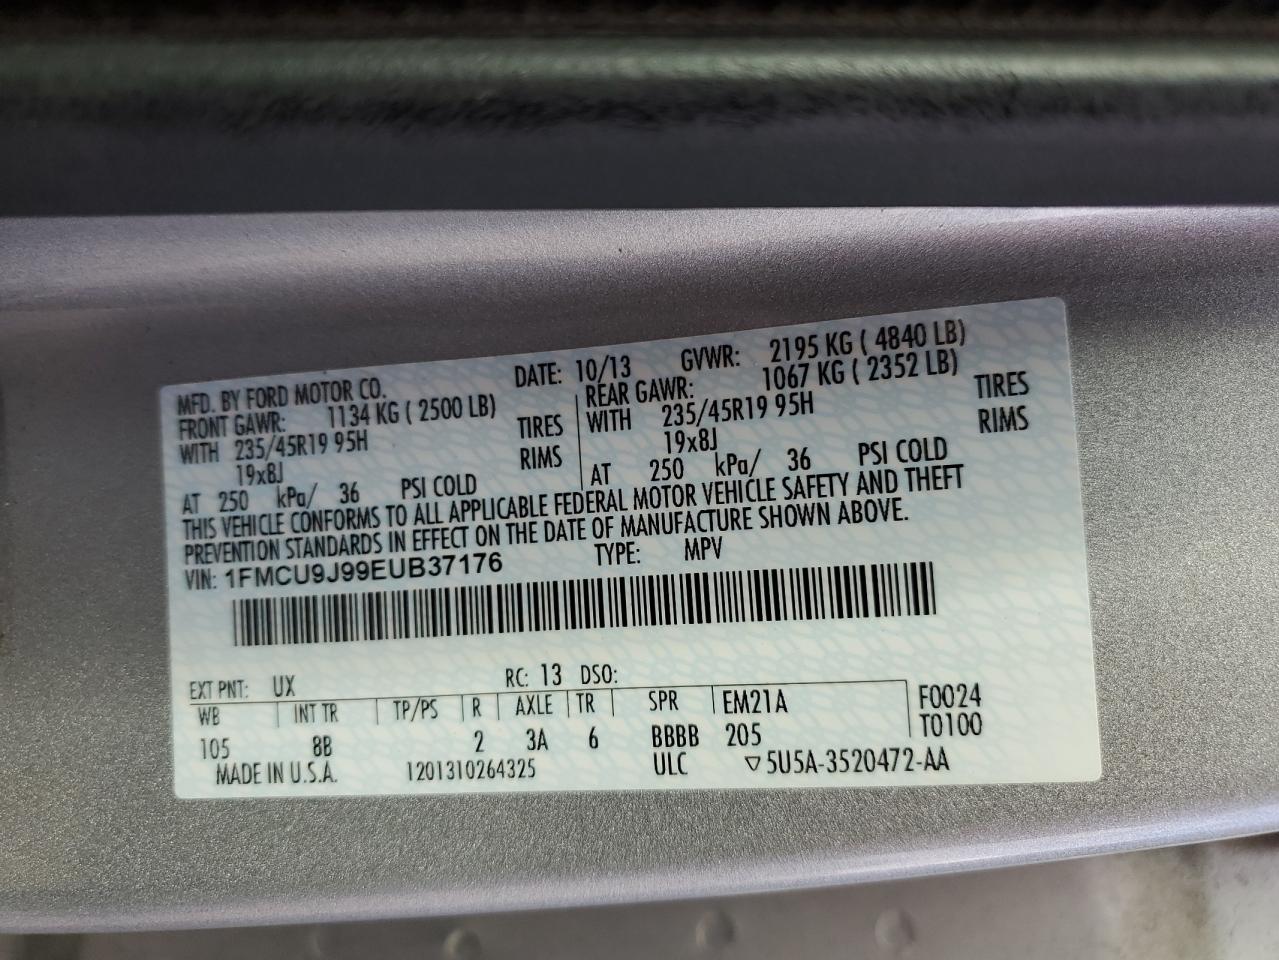 MFD. BY FORD MOTOR CO. DATE: 10/13 GVWR: 2195 KG ( 4840 LB)
FRONT GAWR: 1134 KG ( 2500 LB) REAR GAWR: 1067 KG ( 2352 LB)
WITH 235/45R19 95H TIRES WITH 235/45R19 95H TIRES
19x8J RIMS 19x8J RIMS
AT 250 kPa/ 36 PSI COLD AT 250 kPa/ 36 PSI COLD
THIS VEHICLE CONFORMS TO ALL APPLICABLE FEDERAL MOTOR VEHICLE SAFETY AND THEFT
PREVENTION STANDARDS IN EFFECT ON THE DATE OF MANUFACTURE SHOWN ABOVE.
VIN: 1FMCU9J99EUB37176 TYPE: MPV
EXT PNT: UX RC: 13 DSO:
WB INT TR TP/PS R AXLE TR SPR EM21A F0024
105 8B 2 3A 6 BBBB 205 T0100
MADE IN U.S.A. 1201310264325 ULC ▽5U5A-3520472-AA